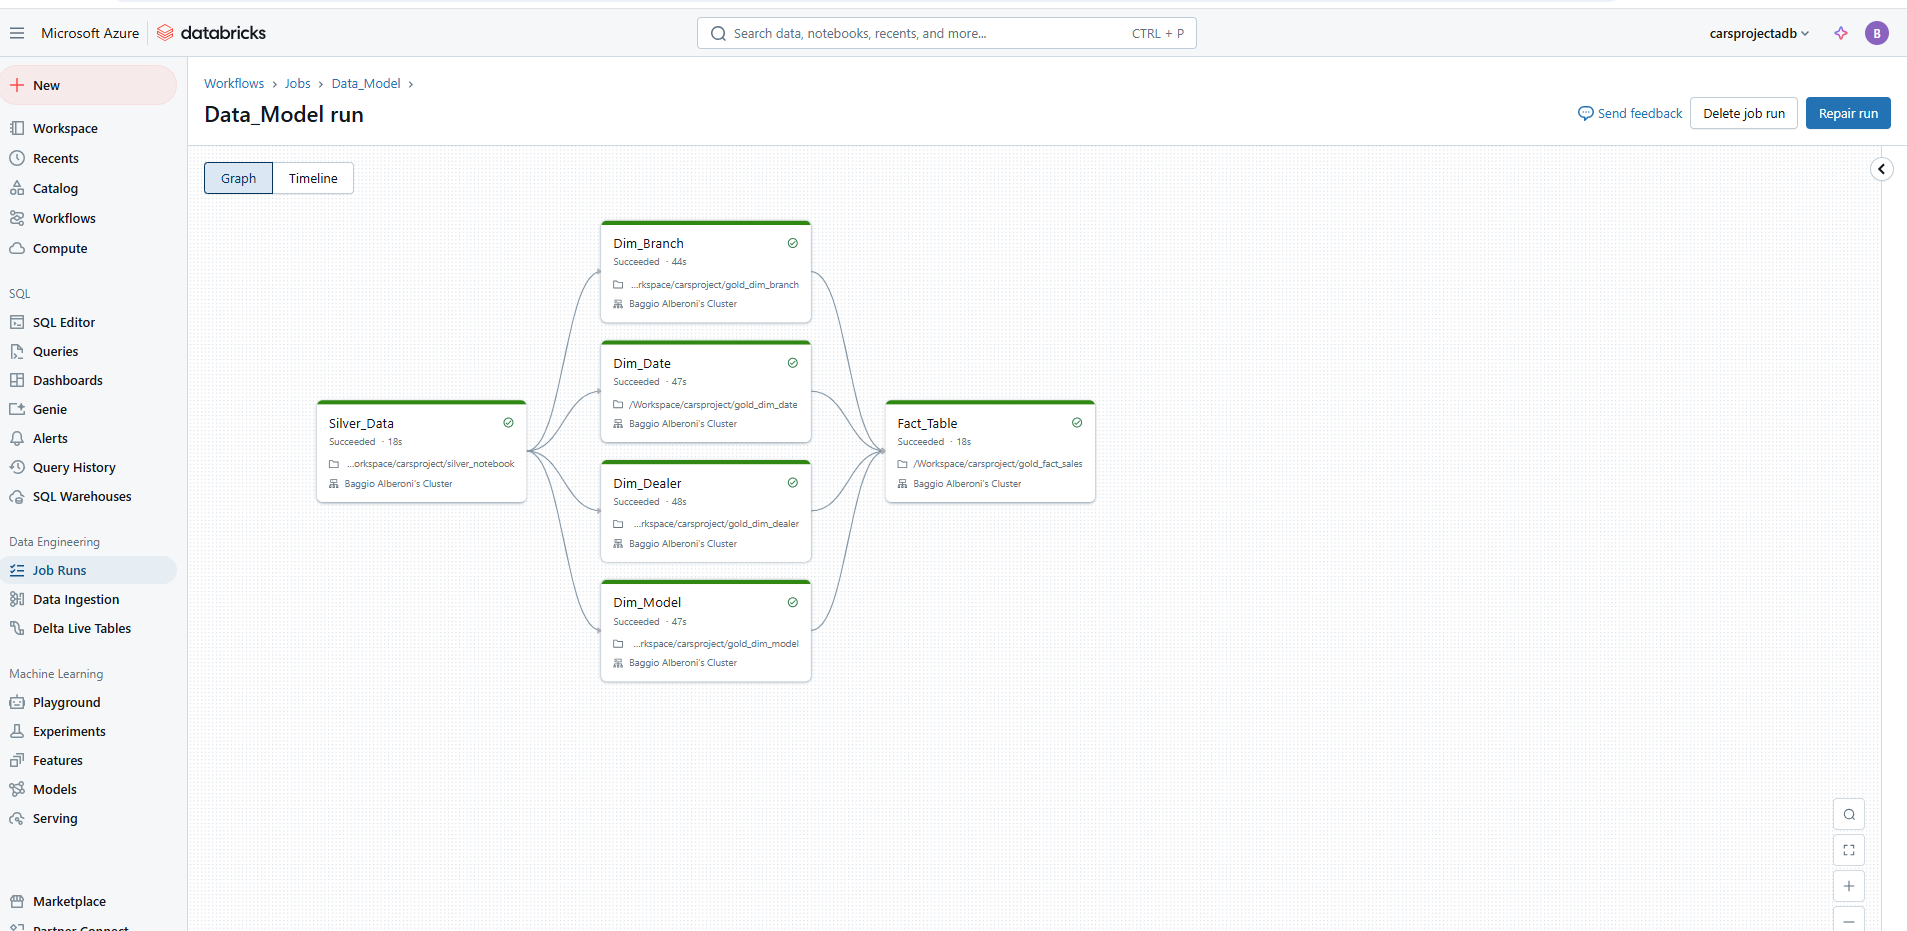 Microsoft Azure
databricks
Search data, notebooks, recents, and more...
CTRL + P
carsprojectadb
B
New
Workspace
Recents
Catalog
Workflows
Compute
SQL
SQL Editor
Queries
Dashboards
Genie
Alerts
Query History
SQL Warehouses
Data Engineering
Job Runs
Data Ingestion
Delta Live Tables
Machine Learning
Playground
Experiments
Features
Models
Serving
Marketplace
Partner Connect
Workflows › Jobs › Data_Model ›
Data_Model run
Send feedback
Delete job run
Repair run
Graph
Timeline
Silver_Data
Succeeded · 18s
...orkspace/carsproject/silver_notebook
Baggio Alberoni's Cluster
Dim_Branch
Succeeded · 44s
...rkspace/carsproject/gold_dim_branch
Baggio Alberoni's Cluster
Dim_Date
Succeeded · 47s
/Workspace/carsproject/gold_dim_date
Baggio Alberoni's Cluster
Dim_Dealer
Succeeded · 48s
...rkspace/carsproject/gold_dim_dealer
Baggio Alberoni's Cluster
Dim_Model
Succeeded · 47s
...rkspace/carsproject/gold_dim_model
Baggio Alberoni's Cluster
Fact_Table
Succeeded · 18s
/Workspace/carsproject/gold_fact_sales
Baggio Alberoni's Cluster